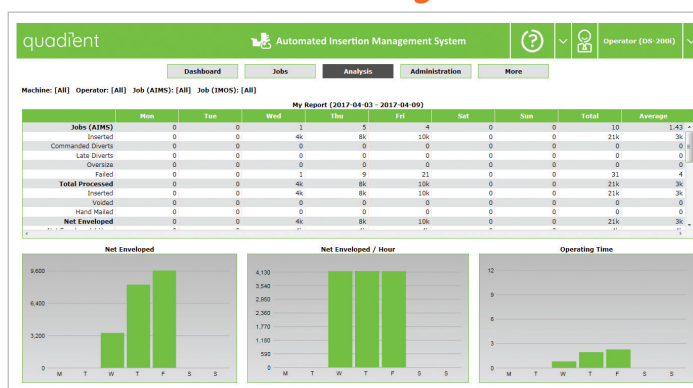 quadient Automated Insertion Management System Operator (DS-200i)
Dashboard Jobs Analysis Administration More
Machine: [All] Operator: [All] Job (AIMS): [All] Job (IMOS): [All]
My Report (2017-04-03 - 2017-04-09)
Mon Tue Wed Thu Fri Sat Sun Total Average
Jobs (AIMS) 0 0 1 5 4 0 0 10 1.43
Inserted 0 0 4k 8k 10k 0 0 21k 3k
Commanded Diverts 0 0 0 0 0 0 0 0 0
Late Diverts 0 0 0 0 0 0 0 0 0
Oversize 0 0 0 0 0 0 0 0 0
Failed 0 0 1 9 21 0 0 31 4
Total Processed 0 0 4k 8k 10k 0 0 21k 3k
Inserted 0 0 4k 8k 10k 0 0 21k 3k
Voided 0 0 0 0 0 0 0 0 0
Hand Mailed 0 0 0 0 0 0 0 0 0
Net Enveloped 0 0 4k 8k 10k 0 0 21k 3k
Net Enveloped Net Enveloped / Hour Operating Time
9,600
6,400
3,200
0
M T W T F S S
4,130
3,540
2,950
2,360
1,770
1,180
590
0
M T W T F S S
12
9
6
3
0
M T W T F S S